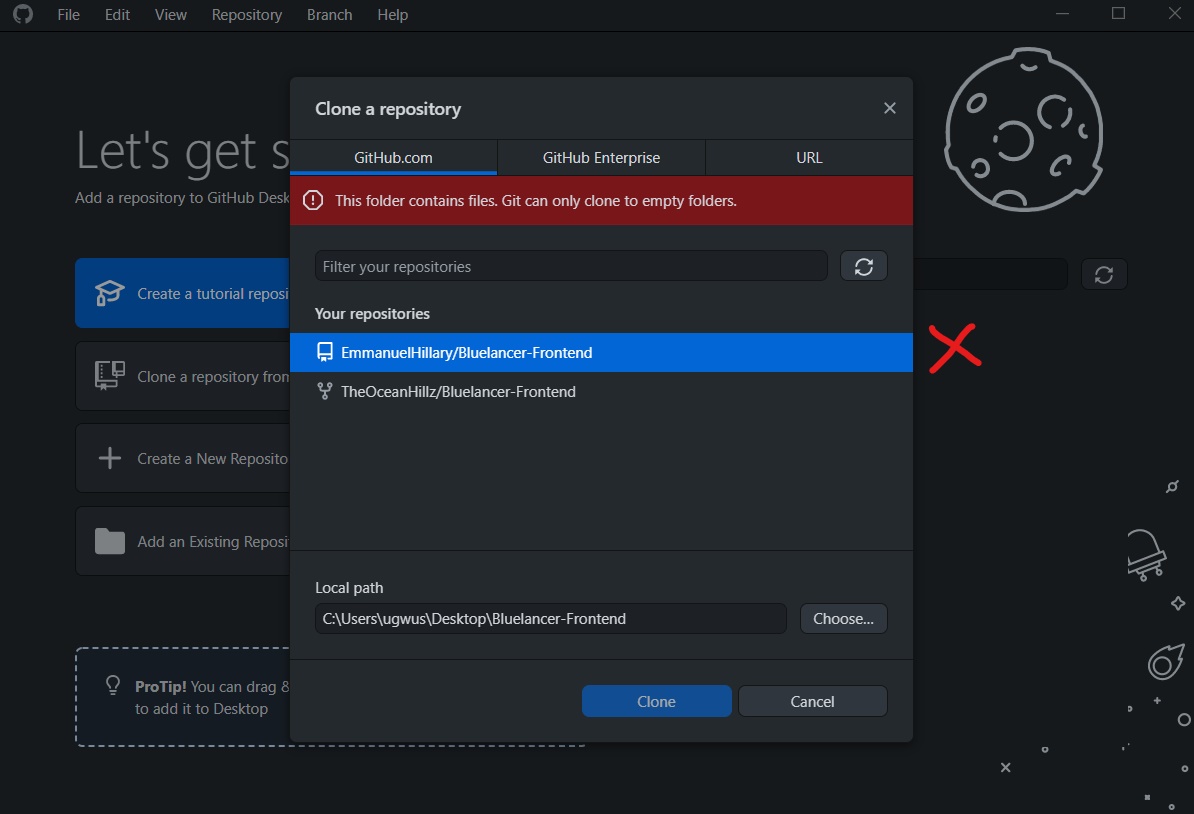 File Edit View Repository Branch Help
Let's get s
Add a repository to GitHub Desk
Create a tutorial reposi
Clone a repository from
Create a New Reposito
Add an Existing Reposi
ProTip! You can drag &
to add it to Desktop
Clone a repository
GitHub.com GitHub Enterprise URL
This folder contains files. Git can only clone to empty folders.
Filter your repositories
Your repositories
EmmanuelHillary/Bluelancer-Frontend
TheOceanHillz/Bluelancer-Frontend
Local path
C:\Users\ugwus\Desktop\Bluelancer-Frontend Choose...
Clone Cancel